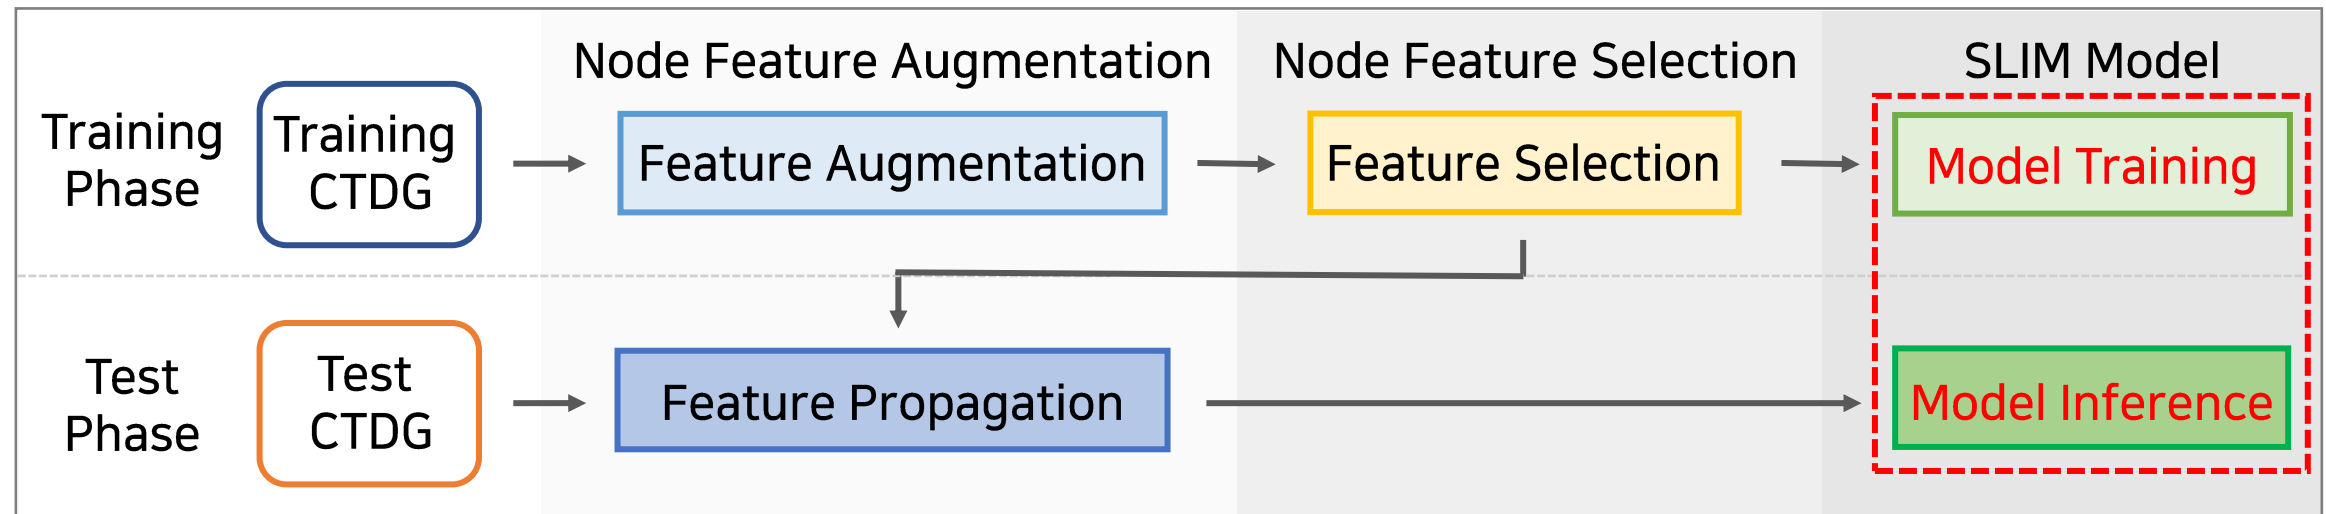 Node Feature Augmentation
Node Feature Selection
SLIM Model
Training
Phase
Training
CTDG
Feature Augmentation
Feature Selection
Model Training
Test
Phase
Test
CTDG
Feature Propagation
Model Inference